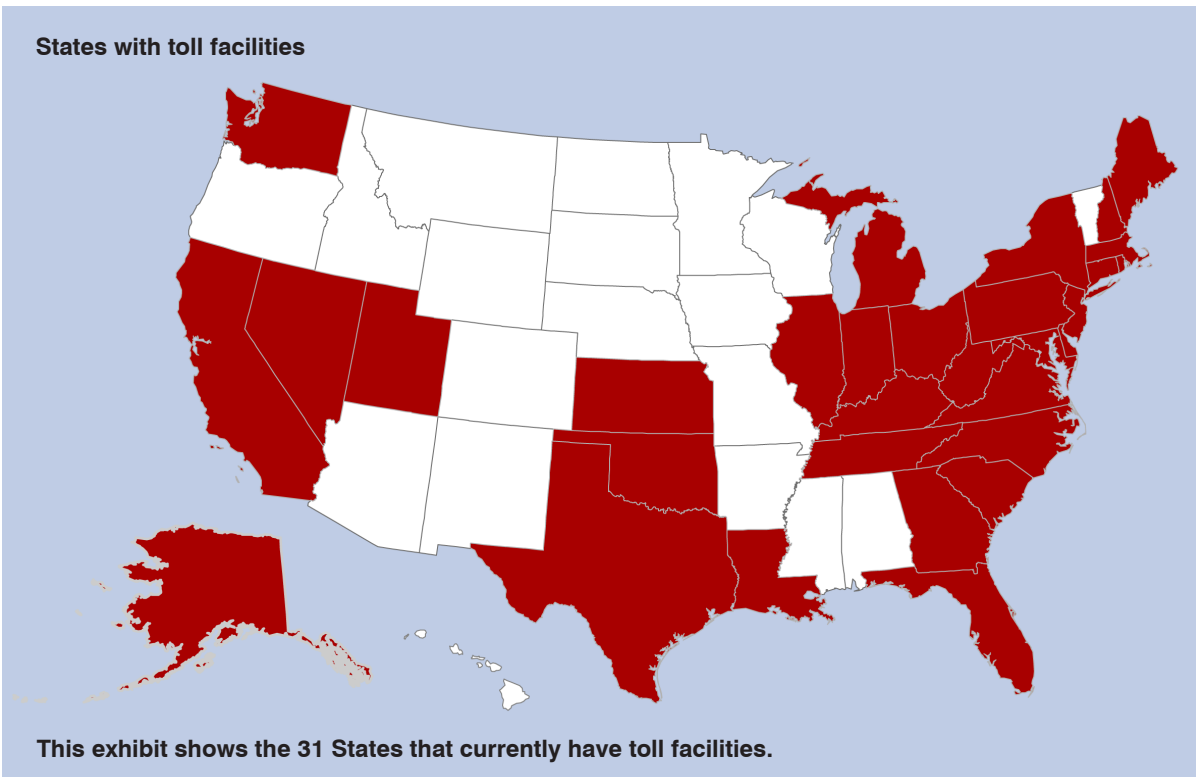 States with toll facilities
This exhibit shows the 31 States that currently have toll facilities.